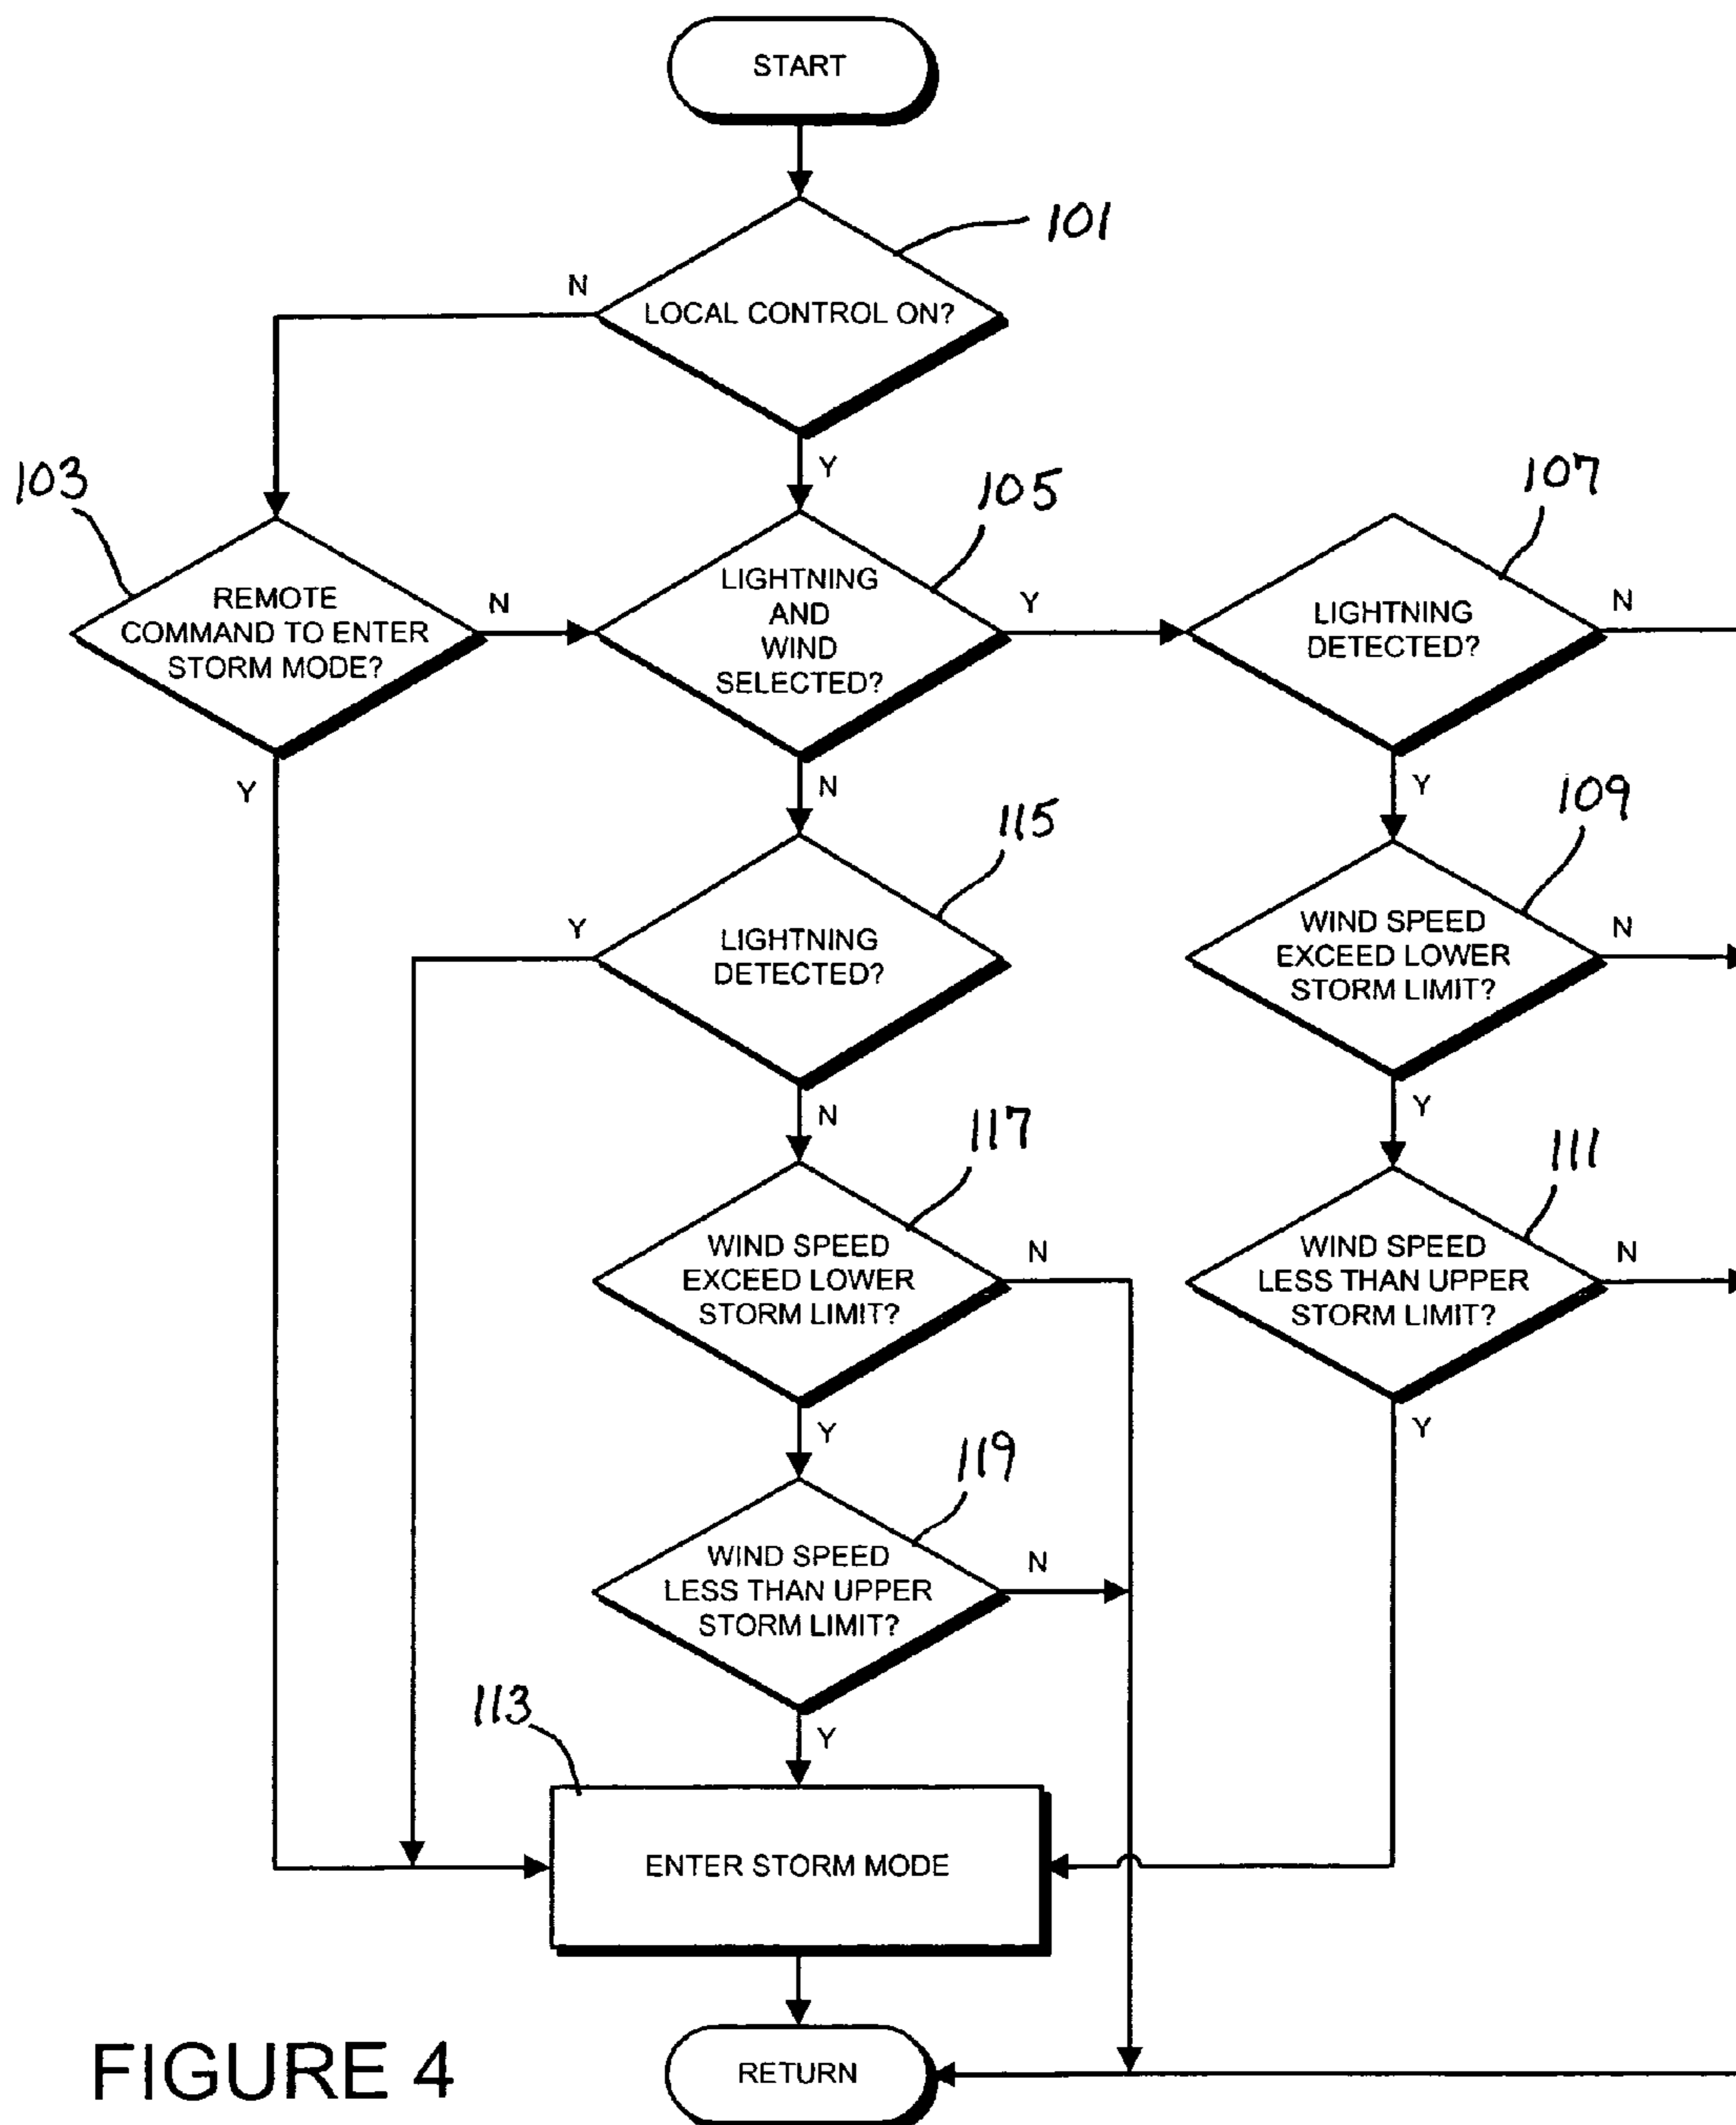 START
101
N
LOCAL CONTROL ON?
Y
103
105
107
REMOTE
COMMAND TO ENTER
STORM MODE?
N
LIGHTNING
AND
WIND
SELECTED?
Y
LIGHTNING
DETECTED?
N
Y
N
Y
115
109
Y
LIGHTNING
DETECTED?
WIND SPEED
EXCEED LOWER
STORM LIMIT?
N
N
Y
117
111
WIND SPEED
EXCEED LOWER
STORM LIMIT?
N
WIND SPEED
LESS THAN UPPER
STORM LIMIT?
N
Y
Y
119
WIND SPEED
LESS THAN UPPER
STORM LIMIT?
N
113
Y
ENTER STORM MODE
RETURN
FIGURE 4